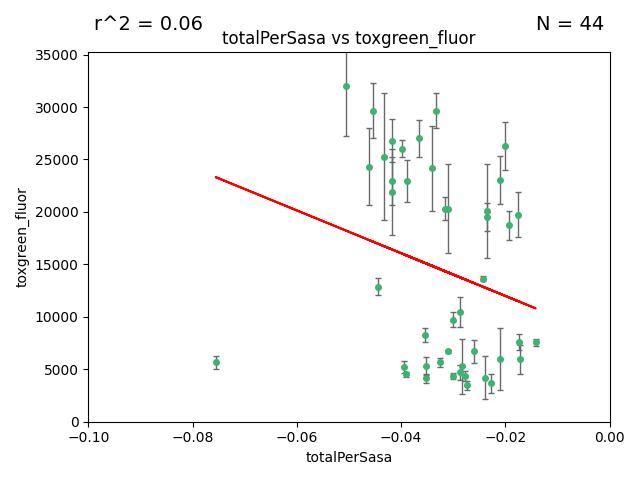 r^2 = 0.06
N = 44
totalPerSasa vs toxgreen_fluor
35000
30000
25000
20000
15000
10000
5000
0
toxgreen_fluor
−0.10
−0.08
−0.06
−0.04
−0.02
0.00
totalPerSasa